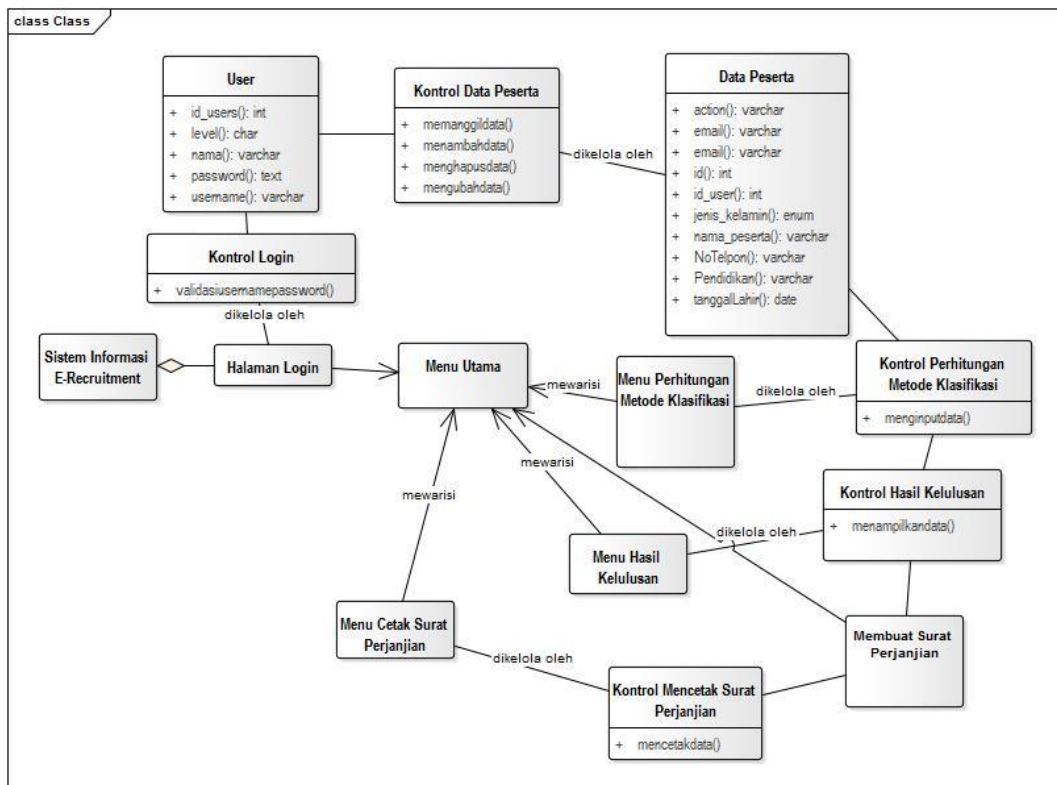 class Class
User
+ id_users(): int
+ level(): char
+ nama(): varchar
+ password(): text
+ username(): varchar
Kontrol Data Peserta
+ memanggildata()
+ menambahdata()
+ menghapusdata()
+ mengubahdata()
dikelola oleh
Data Peserta
+ action(): varchar
+ email(): varchar
+ email(): varchar
+ id(): int
+ id_user(): int
+ jenis_kelamin(): enum
+ nama_peserta(): varchar
+ NoTelpon(): varchar
+ Pendidikan(): varchar
+ tanggalLahir(): date
Kontrol Login
+ validasiusernamepassword()
dikelola oleh
Sistem Informasi
E-Recruitment
Halaman Login
Menu Utama
mewarisi
Menu Perhitungan
Metode Klasifikasi
dikelola oleh
Kontrol Perhitungan
Metode Klasifikasi
+ menginputdata()
mewarisi
mewarisi
Kontrol Hasil Kelulusan
+ menampilkandata()
Menu Hasil
Kelulusan
dikelola oleh
Menu Cetak Surat
Perjanjian
dikelola oleh
Membuat Surat
Perjanjian
Kontrol Mencetak Surat
Perjanjian
+ mencetakdata()